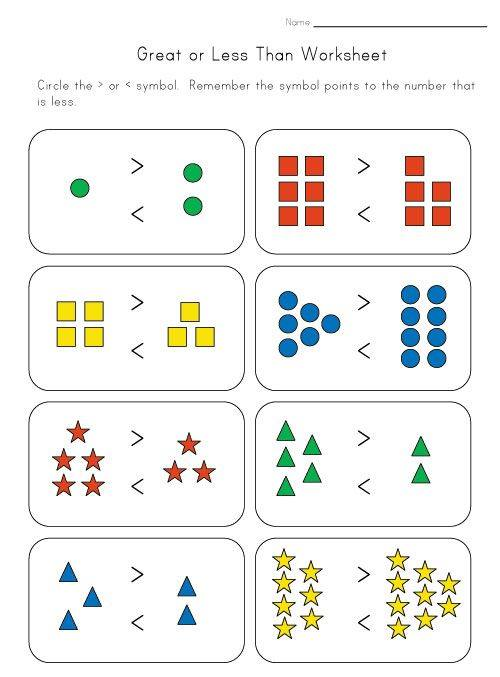 Name
Great or Less Than Worksheet
Circle the > or < symbol. Remember the symbol points to the number that
is less.
> >
< <
> >
< <
> >
< <
> >
< <